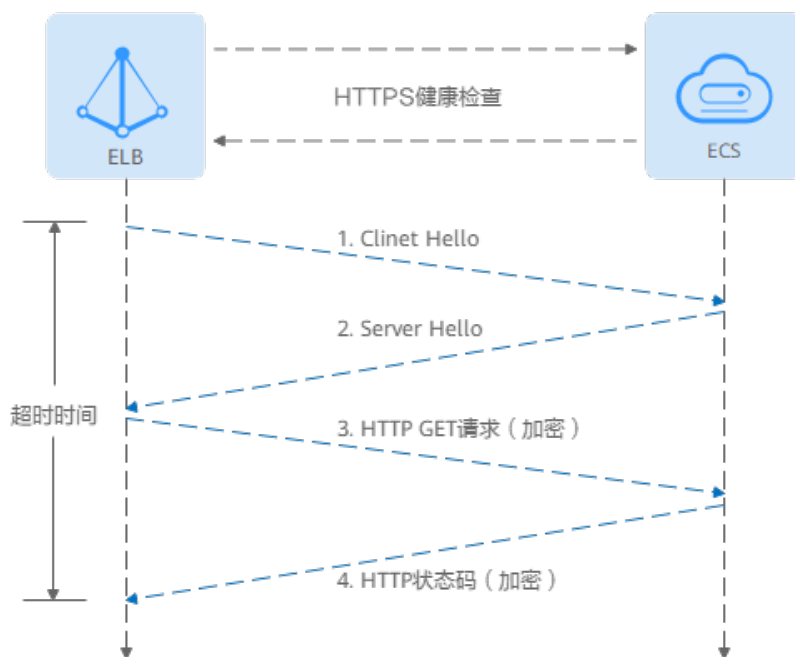 HTTPS健康检查
ELB
ECS
1. Clinet Hello
2. Server Hello
超时时间
3. HTTP GET请求（加密）
4. HTTP状态码（加密）